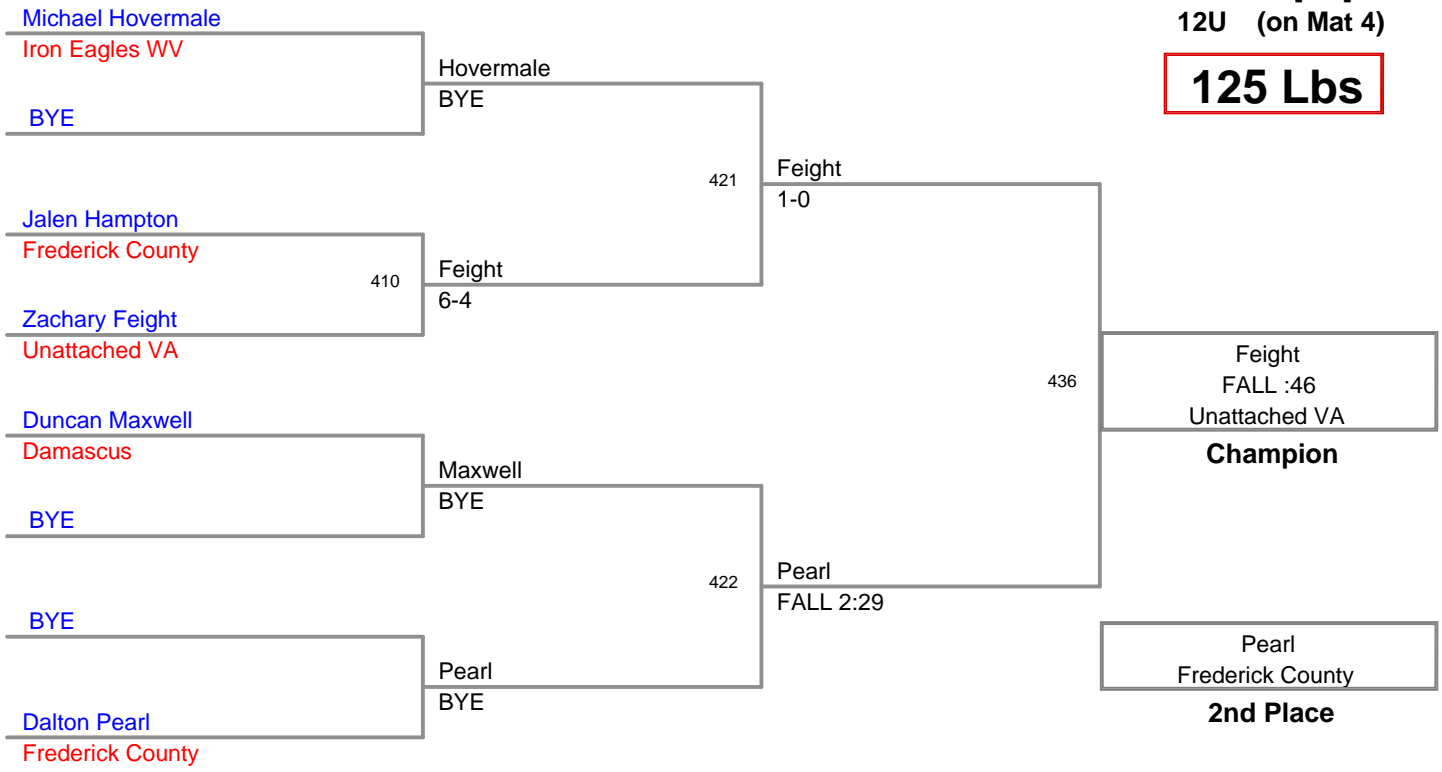 12U (on Mat 4)
125 Lbs
Michael Hovermale
Iron Eagles WV
BYE
Jalen Hampton
Frederick County
Zachary Feight
Unattached VA
Duncan Maxwell
Damascus
BYE
BYE
Dalton Pearl
Frederick County
Hovermale
BYE
410
Feight
6-4
Maxwell
BYE
Pearl
BYE
421
Feight
1-0
422
Pearl
FALL 2:29
436
Feight
FALL :46
Unattached VA
Champion
Pearl
Frederick County
2nd Place